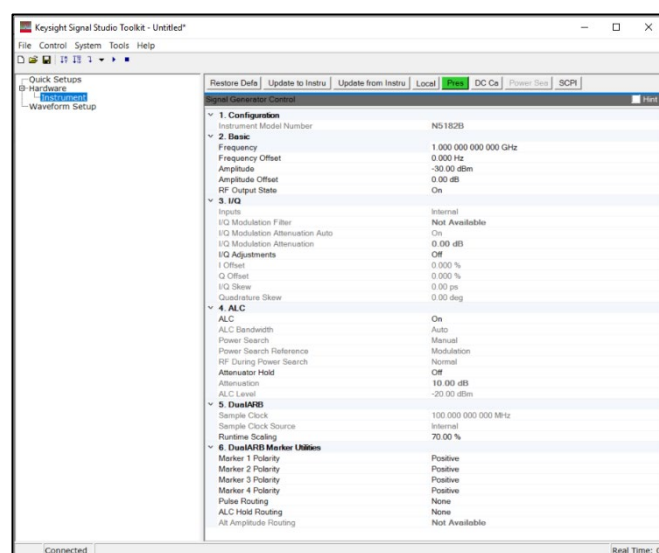 Keysight Signal Studio Toolkit - Untitled*
File Control System Tools Help
Quick Setups
Hardware
Instrument
Waveform Setup
Restore Defa Update to Instru Update from Instru Local Pres DC Ca Power Sea SCPI
Signal Generator Control Hint
1. Configuration
Instrument Model Number N5182B
2. Basic
Frequency 1.000 000 000 000 GHz
Frequency Offset 0.000 Hz
Amplitude -30.00 dBm
Amplitude Offset 0.00 dB
RF Output State On
3. I/Q
Inputs Internal
I/Q Modulation Filter Not Available
I/Q Modulation Attenuation Auto On
I/Q Modulation Attenuation 0.00 dB
I/Q Adjustments Off
I Offset 0.000 %
Q Offset 0.000 %
I/Q Skew 0.00 ps
Quadrature Skew 0.00 deg
4. ALC
ALC On
ALC Bandwidth Auto
Power Search Manual
Power Search Reference Modulation
RF During Power Search Normal
Attenuator Hold Off
Attenuation 10.00 dB
ALC Level -20.00 dBm
5. DualARB
Sample Clock 100.000 000 000 MHz
Sample Clock Source Internal
Runtime Scaling 70.00 %
6. DualARB Marker Utilities
Marker 1 Polarity Positive
Marker 2 Polarity Positive
Marker 3 Polarity Positive
Marker 4 Polarity Positive
Pulse Routing None
ALC Hold Routing None
Alt Amplitude Routing Not Available
Connected Real Time: